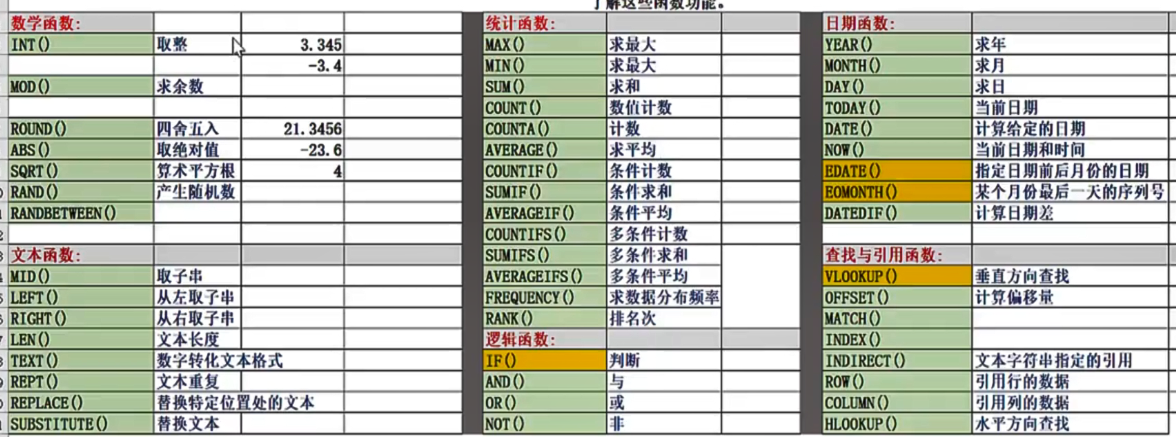 了解这些函数功能。
数学函数: 统计函数: 日期函数:
INT() 取整 3.345 MAX() 求最大 YEAR() 求年
-3.4 MIN() 求最大 MONTH() 求月
MOD() 求余数 SUM() 求和 DAY() 求日
COUNT() 数值计数 TODAY() 当前日期
ROUND() 四舍五入 21.3456 COUNTA() 计数 DATE() 计算给定的日期
ABS() 取绝对值 -23.6 AVERAGE() 求平均 NOW() 当前日期和时间
SQRT() 算术平方根 4 COUNTIF() 条件计数 EDATE() 指定日期前后月份的日期
RAND() 产生随机数 SUMIF() 条件求和 EOMONTH() 某个月份最后一天的序列号
RANDBETWEEN() AVERAGEIF() 条件平均 DATEDIF() 计算日期差
COUNTIFS() 多条件计数
文本函数: SUMIFS() 多条件求和 查找与引用函数:
MID() 取子串 AVERAGEIFS() 多条件平均 VLOOKUP() 垂直方向查找
LEFT() 从左取子串 FREQUENCY() 求数据分布频率 OFFSET() 计算偏移量
RIGHT() 从右取子串 RANK() 排名次 MATCH()
LEN() 文本长度 逻辑函数: INDEX()
TEXT() 数字转化文本格式 IF() 判断 INDIRECT() 文本字符串指定的引用
REPT() 文本重复 AND() 与 ROW() 引用行的数据
REPLACE() 替换特定位置处的文本 OR() 或 COLUMN() 引用列的数据
SUBSTITUTE() 替换文本 NOT() 非 HLOOKUP() 水平方向查找